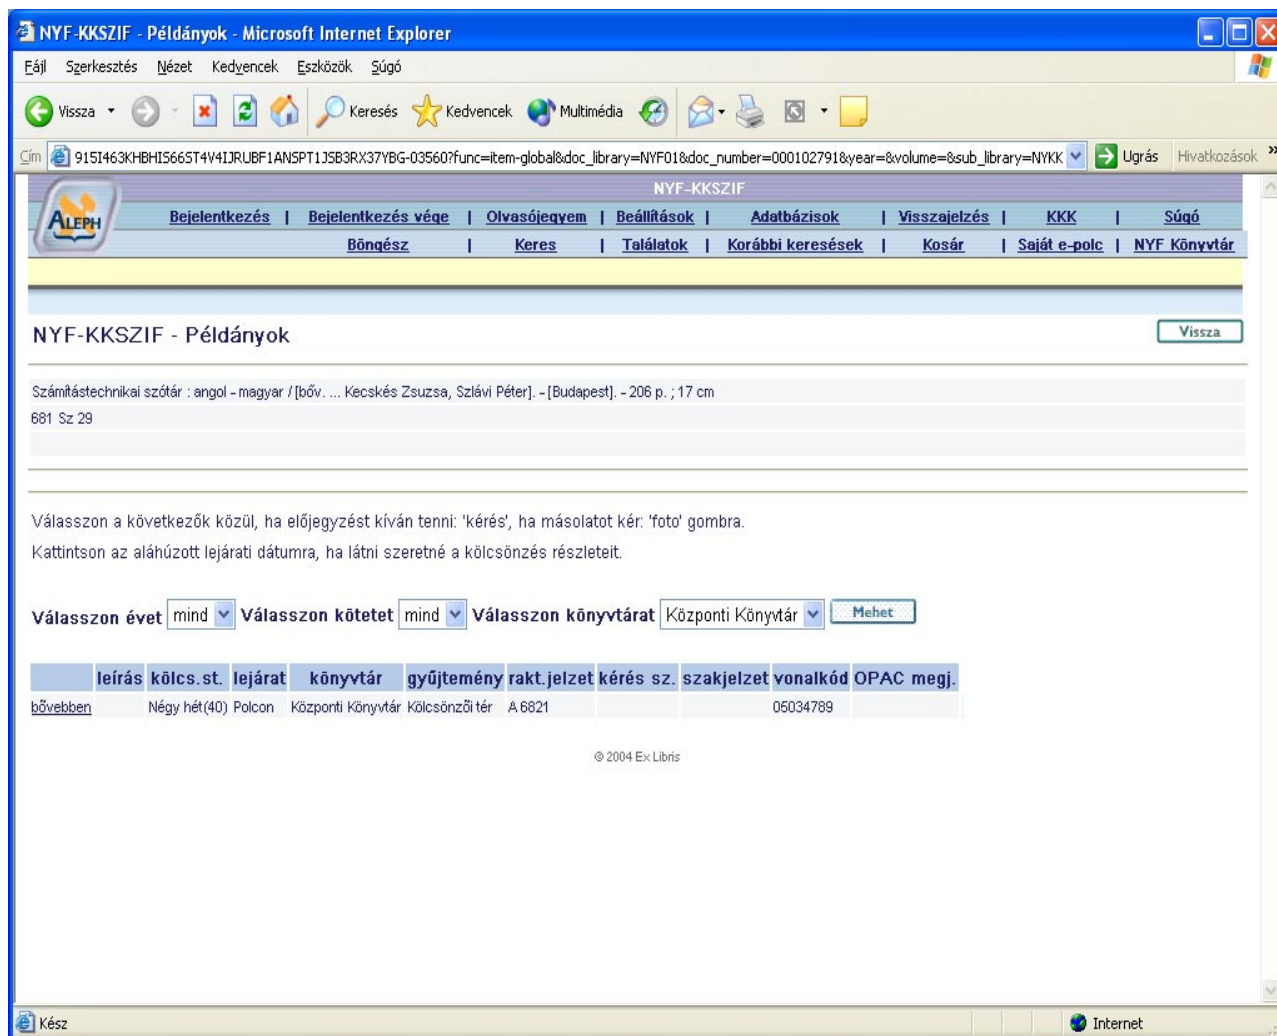 NYF-KKSZIF - Példányok - Microsoft Internet Explorer
Fájl Szerkesztés Nézet Kedvencek Eszközök Súgó
Vissza Keresés Kedvencek Multimédia
Cím 915I463KHBHIS66ST4V4IJRUBF1ANSPT1JSB3RX37YBG-03560?func=item-global&doc_library=NYF01&doc_number=000102791&year=&volume=&sub_library=NYKK Ugrás Hivatkozások »
NYF-KKSZIF
ALEPH
Bejelentkezés | Bejelentkezés vége | Olvasójegyem | Beállítások | Adatbázisok | Visszajelzés | KKK | Súgó
Böngész | Keres | Találatok | Korábbi keresések | Kosár | Saját e-polc | NYF Könyvtár
NYF-KKSZIF - Példányok
Vissza
Számítástechnikai szótár : angol - magyar / [bőv. ... Kecskés Zsuzsa, Szlávi Péter]. - [Budapest]. - 206 p. ; 17 cm
681 Sz 29
Válasszon a következők közül, ha előjegyzést kíván tenni: 'kérés', ha másolatot kér: 'foto' gombra.
Kattintson az aláhúzott lejárati dátumra, ha látni szeretné a kölcsönzés részleteit.
Válasszon évet mind Válasszon kötetet mind Válasszon könyvtárat Központi Könyvtár Mehet
leírás kölcs.st. lejárat könyvtár gyűjtemény rakt.jelzet kérés sz. szakjelzet vonalkód OPAC megj.
bővebben Négy hét(40) Polcon Központi Könyvtár Kölcsönzői tér A 6821 05034789
© 2004 Ex Libris
Kész Internet